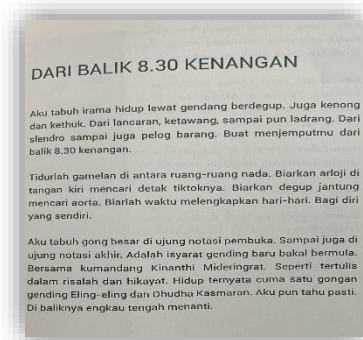 DARI BALIK 8.30 KENANGAN
Aku tabuh irama hidup lewat gendang berdegup. Juga kenong
dan kethuk. Dari lancaran, ketawang, sampai pun ladrang. Dari
slendro sampai juga pelog barang. Buat menjemputmu dari
balik 8.30 kenangan.
Tidurlah gamelan di antara ruang-ruang nada. Biarkan arloji di
tangan kiri mencari detak tiktoknya. Biarkan degup jantung
mencari aorta. Biarlah waktu melengkapkan hari-hari. Bagi diri
yang sendiri.
Aku tabuh gong besar di ujung notasi pembuka. Sampai juga di
ujung notasi akhir. Adalah isyarat gending baru bakal bermula.
Bersama kumandang Kinanthi Mideringrat. Seperti tertulis
dalam risalah dan hikayat. Hidup ternyata cuma satu gongan
gending Eling-eling dan Dhudha Kasmaran. Aku pun tahu pasti.
Di baliknya engkau tengah menanti.